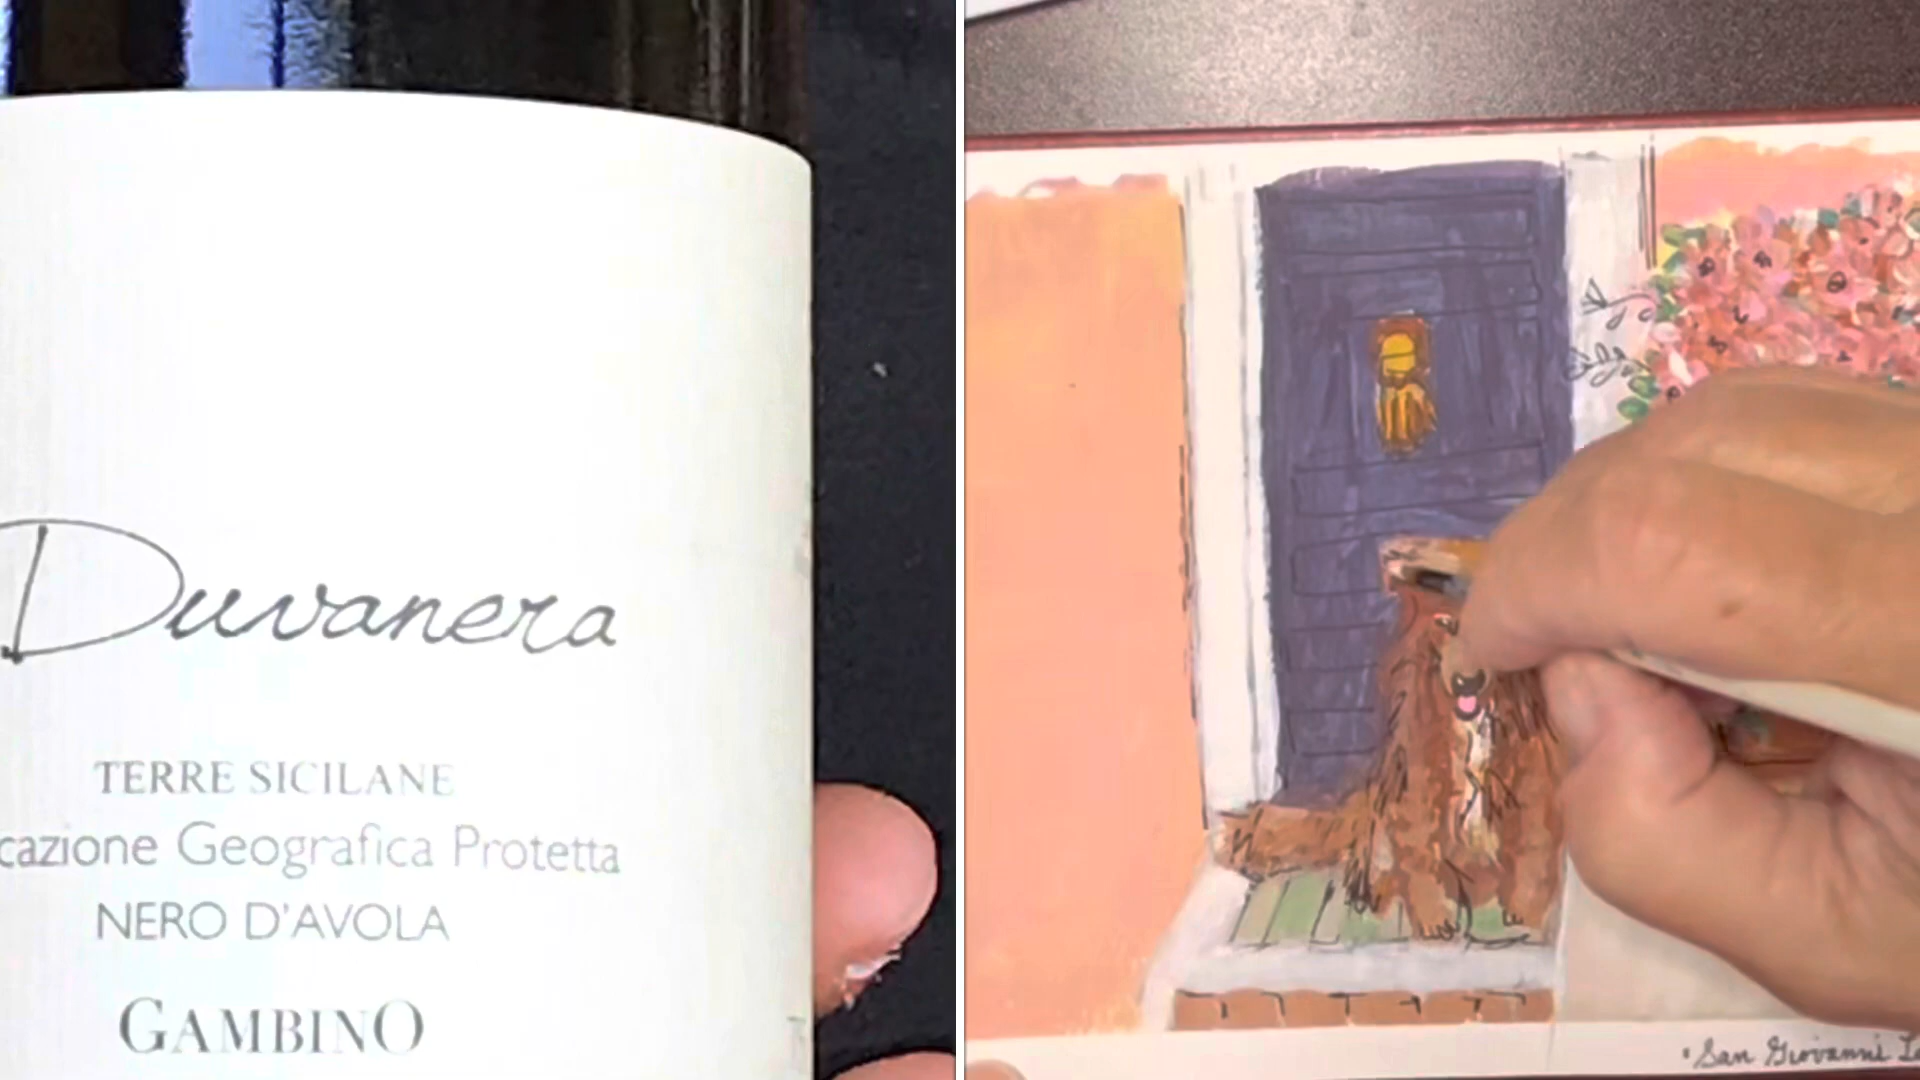 Duvanera
TERRE SICILANE
cazione Geografica Protetta
NERO D'AVOLA
GAMBINO
San Giovanni